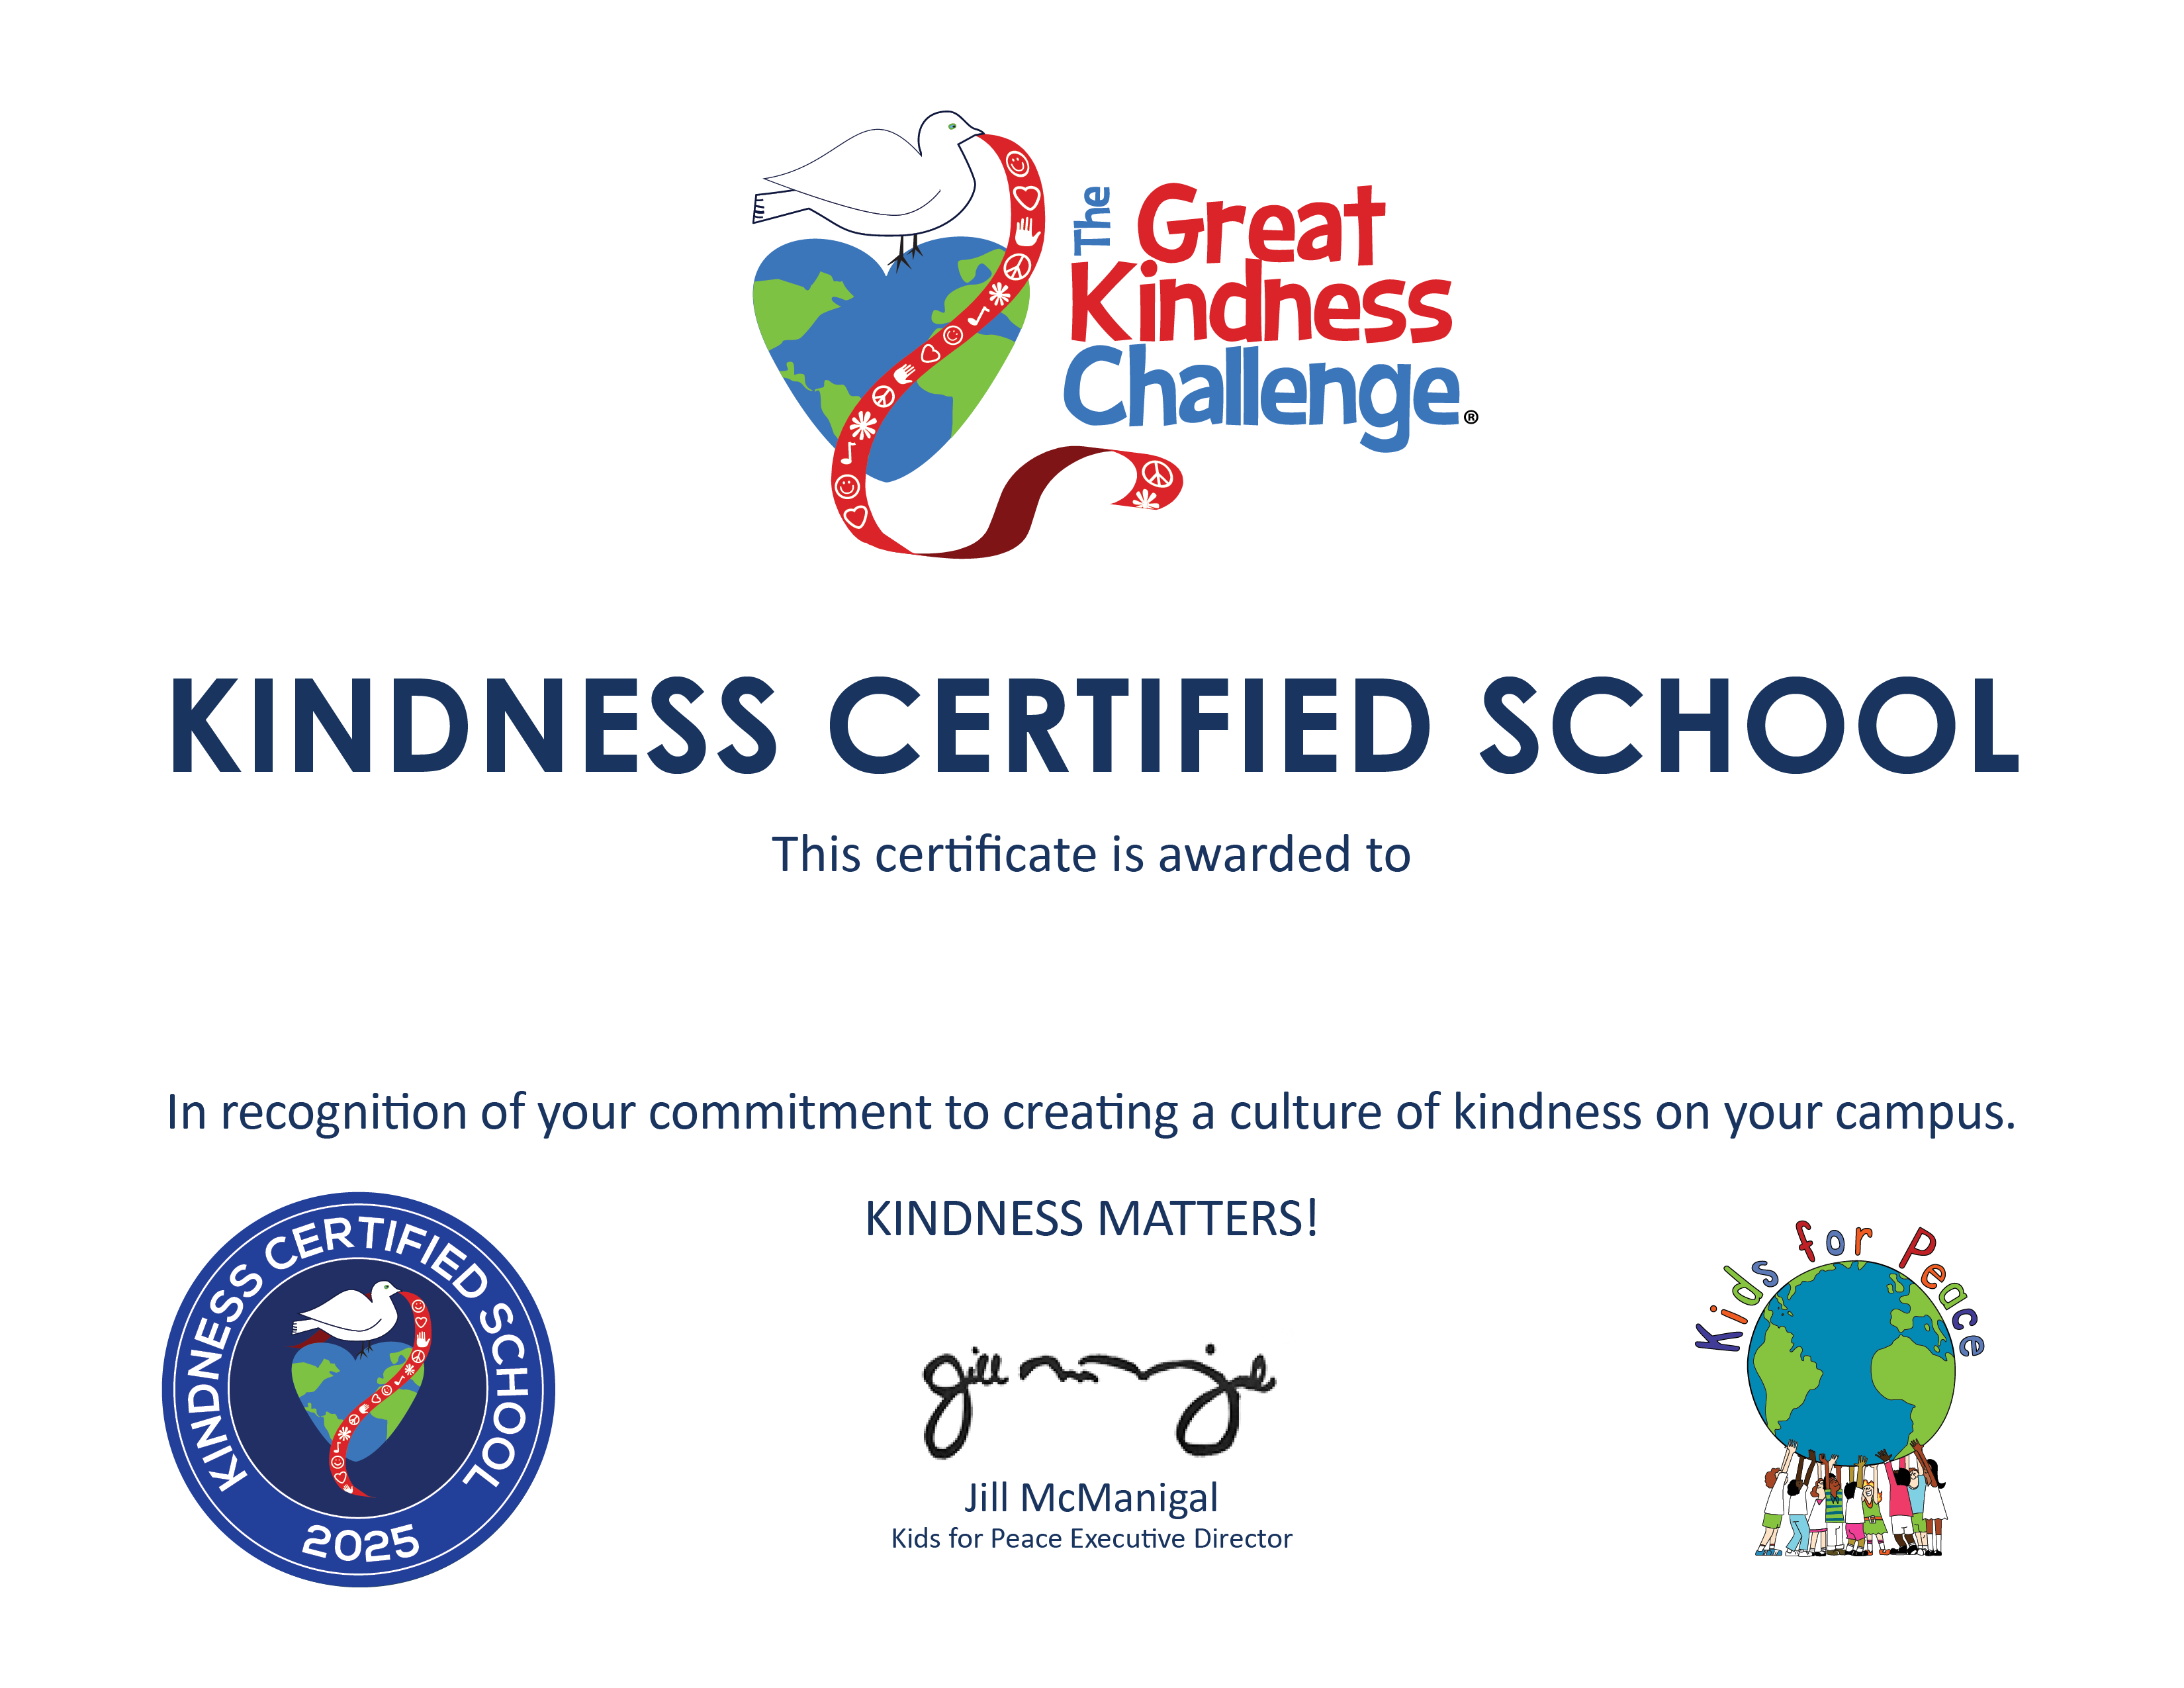 The Great
Kindness
Challenge®
KINDNESS CERTIFIED SCHOOL
This certificate is awarded to
In recognition of your commitment to creating a culture of kindness on your campus.
KINDNESS MATTERS!
KINDNESS CERTIFIED SCHOOL
2025
Jill McManigal
Kids for Peace Executive Director
Kids for Peace